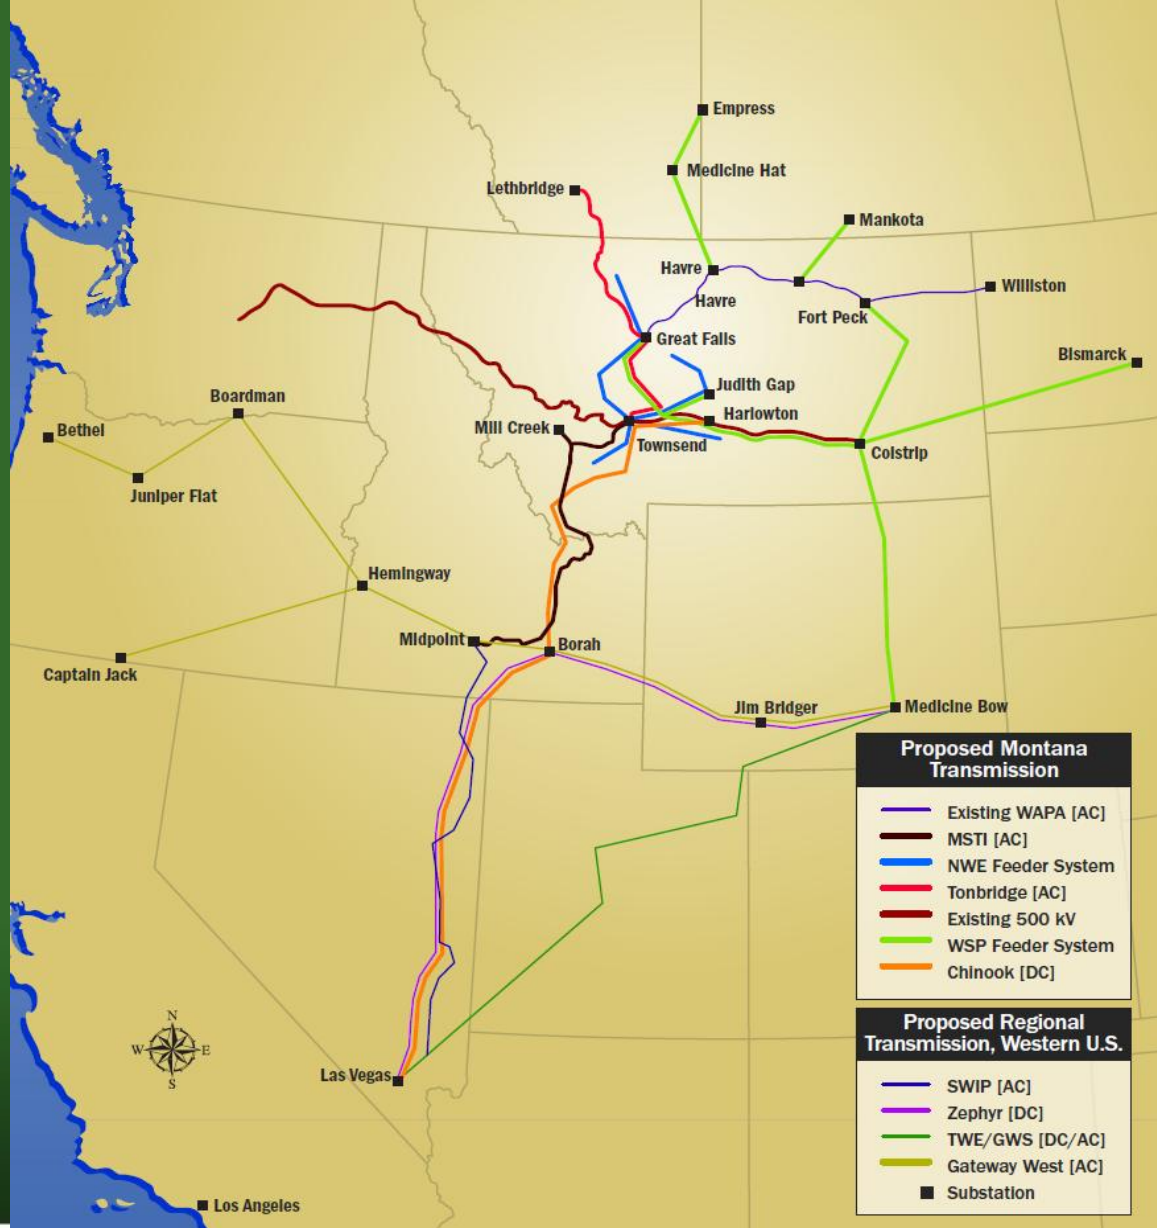 Empress
Medicine Hat
Lethbridge
Mankota
Havre
Havre
Williston
Fort Peck
Great Falls
Bismarck
Judith Gap
Boardman
Harlowton
Mill Creek
Bethel
Townsend
Colstrip
Juniper Flat
Hemingway
Midpoint
Borah
Captain Jack
Jim Bridger
Medicine Bow
Proposed Montana
Transmission
Existing WAPA [AC]
MSTI [AC]
NWE Feeder System
Tonbridge [AC]
Existing 500 kV
WSP Feeder System
Chinook [DC]
N
W
E
S
Proposed Regional
Transmission, Western U.S.
Las Vegas
SWIP [AC]
Zephyr [DC]
TWE/GWS [DC/AC]
Gateway West [AC]
Substation
Los Angeles